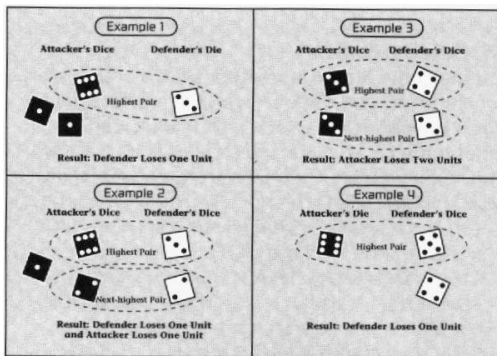 Example 1
Attacker's Dice Defender's Die
Highest Pair
Result: Defender Loses One Unit
Example 3
Attacker's Dice Defender's Dice
Highest Pair
Next-highest Pair
Result: Attacker Loses Two Units
Example 2
Attacker's Dice Defender's Dice
Highest Pair
Next-highest Pair
Result: Defender Loses One Unit
and Attacker Loses One Unit
Example 4
Attacker's Die Defender's Dice
Highest Pair
Result: Defender Loses One Unit